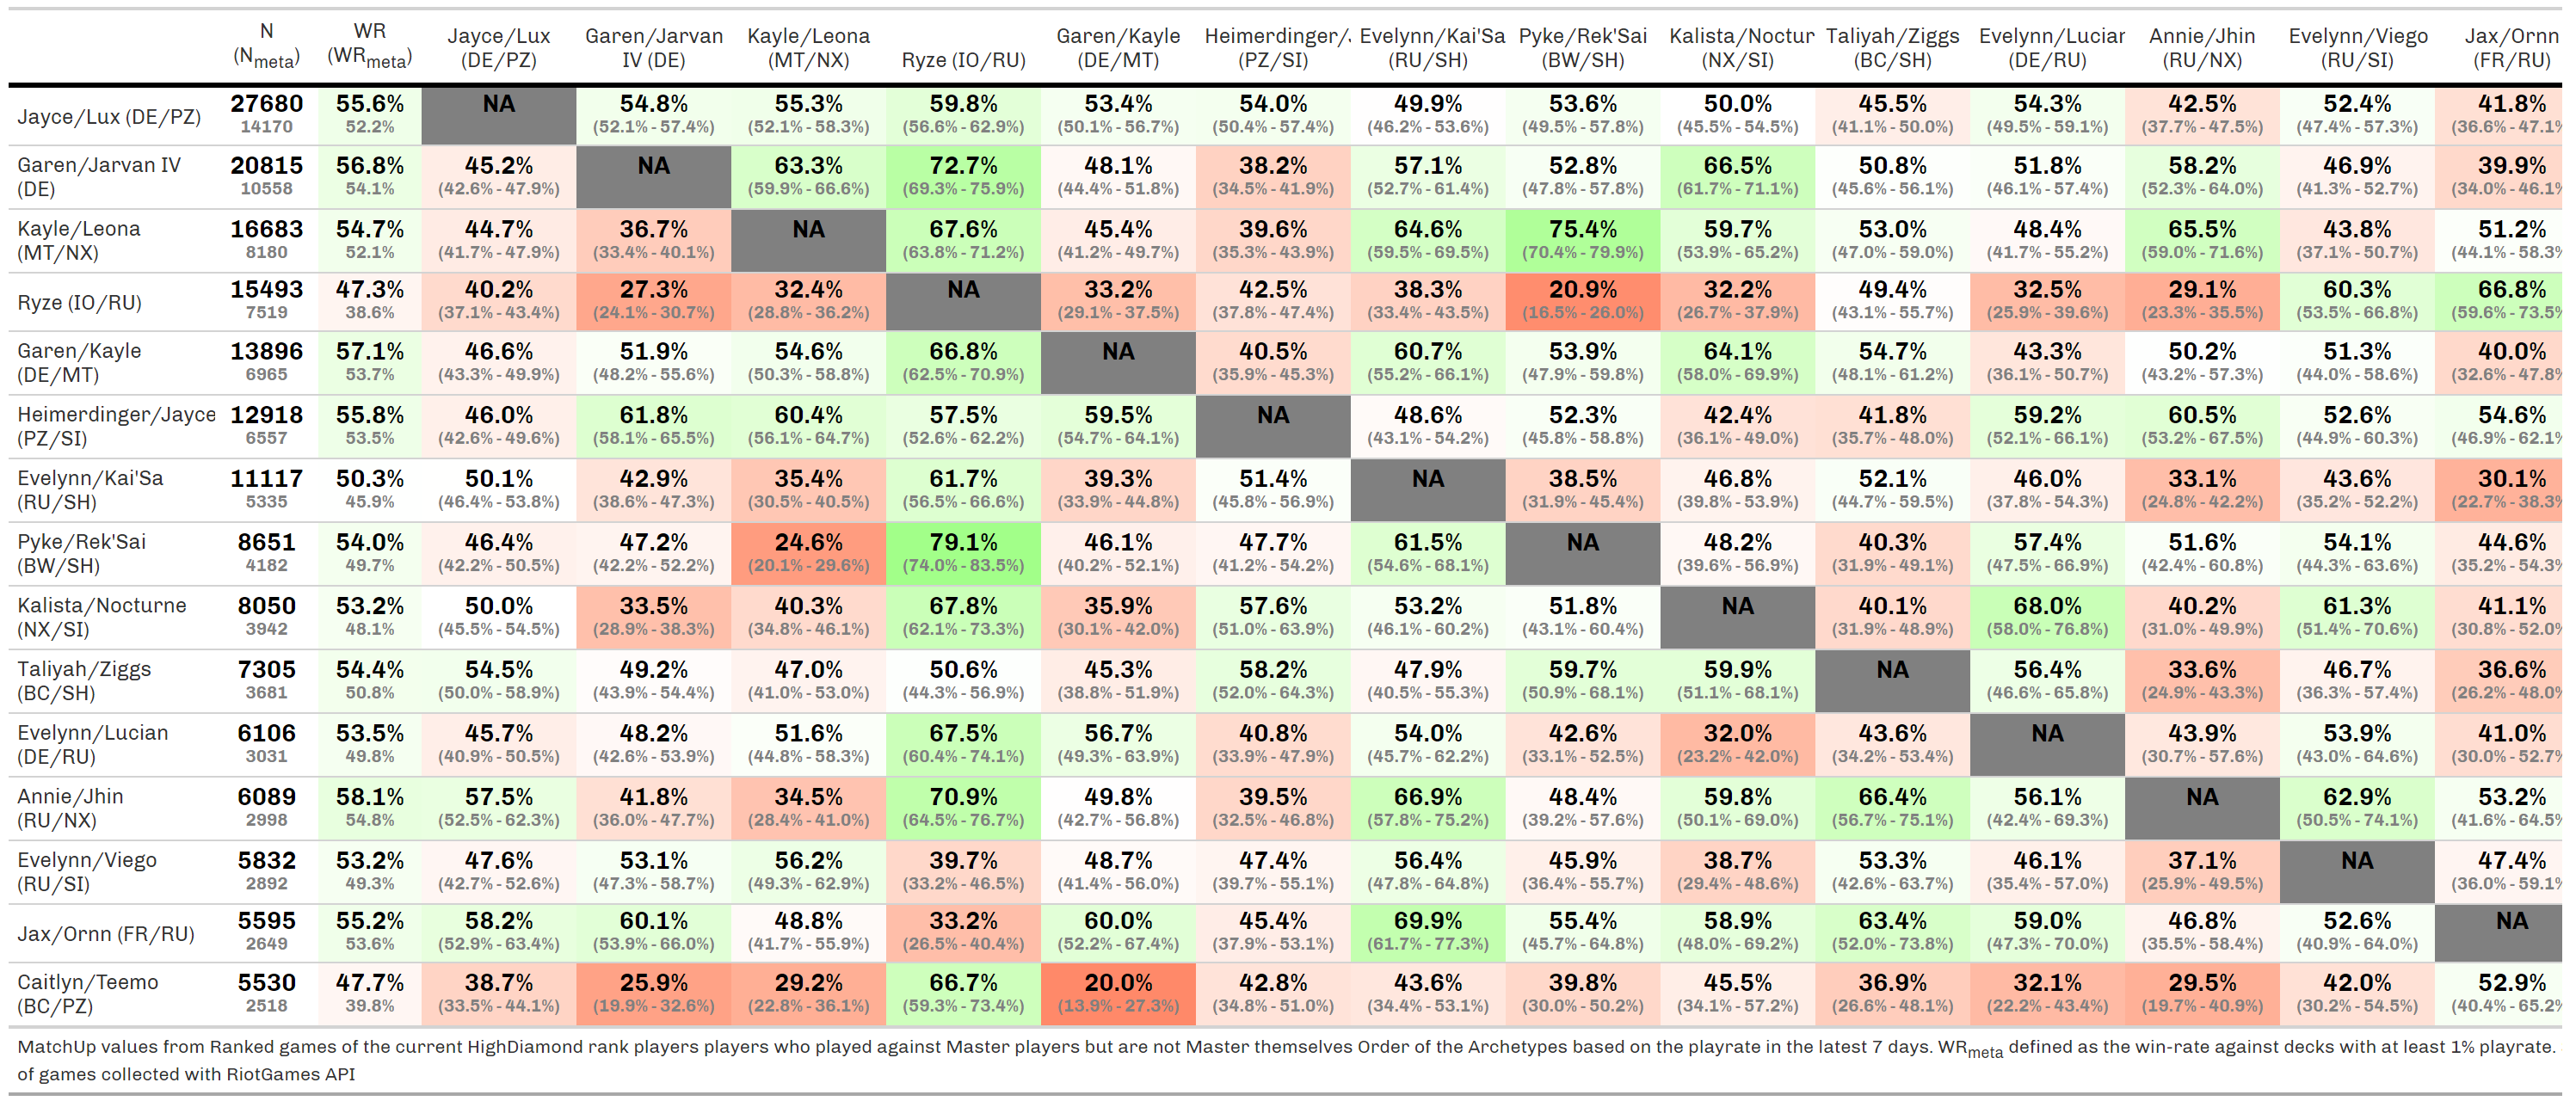 N WR Jayce/Lux Garen/Jarvan Kayle/Leona Garen/Kayle Heimerdinger/J Evelynn/Kai'Sa Pyke/Rek'Sai Kalista/Noctur Taliyah/Ziggs Evelynn/Lucian Annie/Jhin Evelynn/Viego Jax/Ornn
(Nmeta) (WRmeta) (DE/PZ) IV (DE) (MT/NX) Ryze (IO/RU) (DE/MT) (PZ/SI) (RU/SH) (BW/SH) (NX/SI) (BC/SH) (DE/RU) (RU/NX) (RU/SI) (FR/RU)
Jayce/Lux (DE/PZ) 27680 55.6% NA 54.8% 55.3% 59.8% 53.4% 54.0% 49.9% 53.6% 50.0% 45.5% 54.3% 42.5% 52.4% 41.8%
14170 52.2% (52.1% - 57.4%) (52.1% - 58.3%) (56.6% - 62.9%) (50.1% - 56.7%) (50.4% - 57.4%) (46.2% - 53.6%) (49.5% - 57.8%) (45.5% - 54.5%) (41.1% - 50.0%) (49.5% - 59.1%) (37.7% - 47.5%) (47.4% - 57.3%) (36.6% - 47.1%
Garen/Jarvan IV 20815 56.8% 45.2% NA 63.3% 72.7% 48.1% 38.2% 57.1% 52.8% 66.5% 50.8% 51.8% 58.2% 46.9% 39.9%
(DE) 10558 54.1% (42.6% - 47.9%) (59.9% - 66.6%) (69.3% - 75.9%) (44.4% - 51.8%) (34.5% - 41.9%) (52.7% - 61.4%) (47.8% - 57.8%) (61.7% - 71.1%) (45.6% - 56.1%) (46.1% - 57.4%) (52.3% - 64.0%) (41.3% - 52.7%) (34.0% - 46.1%
Kayle/Leona 16683 54.7% 44.7% 36.7% NA 67.6% 45.4% 39.6% 64.6% 75.4% 59.7% 53.0% 48.4% 65.5% 43.8% 51.2%
(MT/NX) 8180 52.1% (41.7% - 47.9%) (33.4% - 40.1%) (63.8% - 71.2%) (41.2% - 49.7%) (35.3% - 43.9%) (59.5% - 69.5%) (70.4% - 79.9%) (53.9% - 65.2%) (47.0% - 59.0%) (41.7% - 55.2%) (59.0% - 71.6%) (37.1% - 50.7%) (44.1% - 58.3%
Ryze (IO/RU) 15493 47.3% 40.2% 27.3% 32.4% NA 33.2% 42.5% 38.3% 20.9% 32.2% 49.4% 32.5% 29.1% 60.3% 66.8%
7519 38.6% (37.1% - 43.4%) (24.1% - 30.7%) (28.8% - 36.2%) (29.1% - 37.5%) (37.8% - 47.4%) (33.4% - 43.5%) (16.5% - 26.0%) (26.7% - 37.9%) (43.1% - 55.7%) (25.9% - 39.6%) (23.3% - 35.5%) (53.5% - 66.8%) (59.6% - 73.5%
Garen/Kayle 13896 57.1% 46.6% 51.9% 54.6% 66.8% NA 40.5% 60.7% 53.9% 64.1% 54.7% 43.3% 50.2% 51.3% 40.0%
(DE/MT) 6965 53.7% (43.3% - 49.9%) (48.2% - 55.6%) (50.3% - 58.8%) (62.5% - 70.9%) (35.9% - 45.3%) (55.2% - 66.1%) (47.9% - 59.8%) (58.0% - 69.9%) (48.1% - 61.2%) (36.1% - 50.7%) (43.2% - 57.3%) (44.0% - 58.6%) (32.6% - 47.8%
Heimerdinger/Jayce 12918 55.8% 46.0% 61.8% 60.4% 57.5% 59.5% NA 48.6% 52.3% 42.4% 41.8% 59.2% 60.5% 52.6% 54.6%
(PZ/SI) 6557 53.5% (42.6% - 49.6%) (58.1% - 65.5%) (56.1% - 64.7%) (52.6% - 62.2%) (54.7% - 64.1%) (43.1% - 54.2%) (45.8% - 58.8%) (36.1% - 49.0%) (35.7% - 48.0%) (52.1% - 66.1%) (53.2% - 67.5%) (44.9% - 60.3%) (46.9% - 62.1%
Evelynn/Kai'Sa 11117 50.3% 50.1% 42.9% 35.4% 61.7% 39.3% 51.4% NA 38.5% 46.8% 52.1% 46.0% 33.1% 43.6% 30.1%
(RU/SH) 5335 45.9% (46.4% - 53.8%) (38.6% - 47.3%) (30.5% - 40.5%) (56.5% - 66.6%) (33.9% - 44.8%) (45.8% - 56.9%) (31.9% - 45.4%) (39.8% - 53.9%) (44.7% - 59.5%) (37.8% - 54.3%) (24.8% - 42.2%) (35.2% - 52.2%) (22.7% - 38.3%
Pyke/Rek'Sai 8651 54.0% 46.4% 47.2% 24.6% 79.1% 46.1% 47.7% 61.5% NA 48.2% 40.3% 57.4% 51.6% 54.1% 44.6%
(BW/SH) 4182 49.7% (42.2% - 50.5%) (42.2% - 52.2%) (20.1% - 29.6%) (74.0% - 83.5%) (40.2% - 52.1%) (41.2% - 54.2%) (54.6% - 68.1%) (39.6% - 56.9%) (31.9% - 49.1%) (47.5% - 66.9%) (42.4% - 60.8%) (44.3% - 63.6%) (35.2% - 54.3%
Kalista/Nocturne 8050 53.2% 50.0% 33.5% 40.3% 67.8% 35.9% 57.6% 53.2% 51.8% NA 40.1% 68.0% 40.2% 61.3% 41.1%
(NX/SI) 3942 48.1% (45.5% - 54.5%) (28.9% - 38.3%) (34.8% - 46.1%) (62.1% - 73.3%) (30.1% - 42.0%) (51.0% - 63.9%) (46.1% - 60.2%) (43.1% - 60.4%) (31.9% - 48.9%) (58.0% - 76.8%) (31.0% - 49.9%) (51.4% - 70.6%) (30.8% - 52.0%
Taliyah/Ziggs 7305 54.4% 54.5% 49.2% 47.0% 50.6% 45.3% 58.2% 47.9% 59.7% 59.9% NA 56.4% 33.6% 46.7% 36.6%
(BC/SH) 3681 50.8% (50.0% - 58.9%) (43.9% - 54.4%) (41.0% - 53.0%) (44.3% - 56.9%) (38.8% - 51.9%) (52.0% - 64.3%) (40.5% - 55.3%) (50.9% - 68.1%) (51.1% - 68.1%) (46.6% - 65.8%) (24.9% - 43.3%) (36.3% - 57.4%) (26.2% - 48.0%
Evelynn/Lucian 6106 53.5% 45.7% 48.2% 51.6% 67.5% 56.7% 40.8% 54.0% 42.6% 32.0% 43.6% NA 43.9% 53.9% 41.0%
(DE/RU) 3031 49.8% (40.9% - 50.5%) (42.6% - 53.9%) (44.8% - 58.3%) (60.4% - 74.1%) (49.3% - 63.9%) (33.9% - 47.9%) (45.7% - 62.2%) (33.1% - 52.5%) (23.2% - 42.0%) (34.2% - 53.4%) (30.7% - 57.6%) (43.0% - 64.6%) (30.0% - 52.7%
Annie/Jhin 6089 58.1% 57.5% 41.8% 34.5% 70.9% 49.8% 39.5% 66.9% 48.4% 59.8% 66.4% 56.1% NA 62.9% 53.2%
(RU/NX) 2998 54.8% (52.5% - 62.3%) (36.0% - 47.7%) (28.4% - 41.0%) (64.5% - 76.7%) (42.7% - 56.8%) (32.5% - 46.8%) (57.8% - 75.2%) (39.2% - 57.6%) (50.1% - 69.0%) (56.7% - 75.1%) (42.4% - 69.3%) (50.5% - 74.1%) (41.6% - 64.5%
Evelynn/Viego 5832 53.2% 47.6% 53.1% 56.2% 39.7% 48.7% 47.4% 56.4% 45.9% 38.7% 53.3% 46.1% 37.1% NA 47.4%
(RU/SI) 2892 49.3% (42.7% - 52.6%) (47.3% - 58.7%) (49.3% - 62.9%) (33.2% - 46.5%) (41.4% - 56.0%) (39.7% - 55.1%) (47.8% - 64.8%) (36.4% - 55.7%) (29.4% - 48.6%) (42.6% - 63.7%) (35.4% - 57.0%) (25.9% - 49.5%) (36.0% - 59.1%
Jax/Ornn (FR/RU) 5595 55.2% 58.2% 60.1% 48.8% 33.2% 60.0% 45.4% 69.9% 55.4% 58.9% 63.4% 59.0% 46.8% 52.6% NA
2649 53.6% (52.9% - 63.4%) (53.9% - 66.0%) (41.7% - 55.9%) (26.5% - 40.4%) (52.2% - 67.4%) (37.9% - 53.1%) (61.7% - 77.3%) (45.7% - 64.8%) (48.0% - 69.2%) (52.0% - 73.8%) (47.3% - 70.0%) (35.5% - 58.4%) (40.9% - 64.0%)
Caitlyn/Teemo 5530 47.7% 38.7% 25.9% 29.2% 66.7% 20.0% 42.8% 43.6% 39.8% 45.5% 36.9% 32.1% 29.5% 42.0% 52.9%
(BC/PZ) 2518 39.8% (33.5% - 44.1%) (19.9% - 32.6%) (22.8% - 36.1%) (59.3% - 73.4%) (13.9% - 27.3%) (34.8% - 51.0%) (34.4% - 53.1%) (30.0% - 50.2%) (34.1% - 57.2%) (26.6% - 48.1%) (22.2% - 43.4%) (19.7% - 40.9%) (30.2% - 54.5%) (40.4% - 65.2%
MatchUp values from Ranked games of the current HighDiamond rank players players who played against Master players but are not Master themselves Order of the Archetypes based on the playrate in the latest 7 days. WRmeta defined as the win-rate against decks with at least 1% playrate.
of games collected with RiotGames API